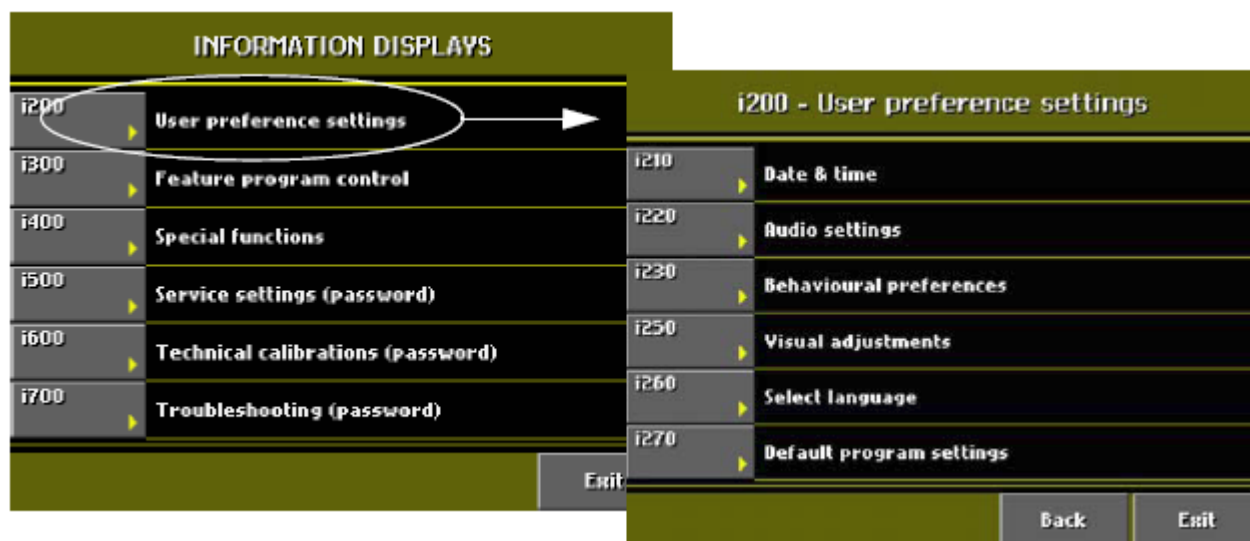 INFORMATION DISPLAYS
i200
User preference settings
i300
Feature program control
i400
Special functions
i500
Service settings (password)
i600
Technical calibrations (password)
i700
Troubleshooting (password)
Exit
i200 - User preference settings
i210
Date & time
i220
Audio settings
i230
Behavioural preferences
i250
Visual adjustments
i260
Select language
i270
Default program settings
Back
Exit